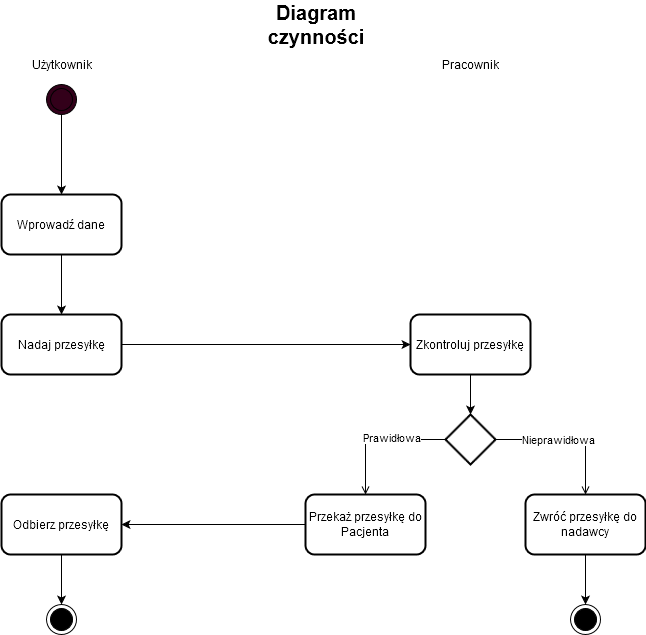 Diagram
czynności
Użytkownik
Pracownik
Wprowadź dane
Nadaj przesyłkę
Zkontroluj przesyłkę
Prawidłowa
Nieprawidłowa
Odbierz przesyłkę
Przekaż przesyłkę do
Pacjenta
Zwróć przesyłkę do
nadawcy